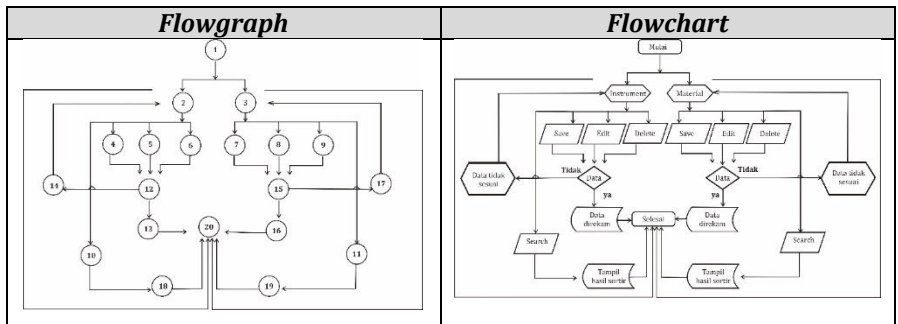 Flowgraph
1
2
3
4
5
6
7
8
9
14
12
15
17
13
20
16
10
11
18
19
Flowchart
Mulai
Instrument
Material
Save
Edit
Delete
Save
Edit
Delete
Data tidak
sesuai
Tidak
Data
ya
Data
Tidak
ya
Data tidak
sesuai
Data
direkam
Selesai
Data
direkam
Search
Search
Tampil
hasil sortir
Tampil
hasil sortir